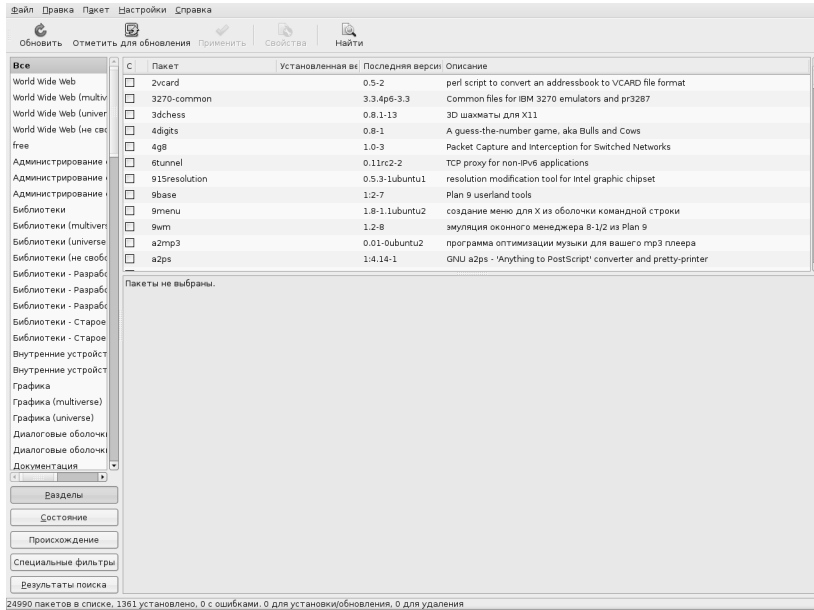 Файл Правка Пакет Настройки Справка
Обновить Отметить для обновления Применить Свойства Найти
Все
World Wide Web
World Wide Web (multiv
World Wide Web (univer
World Wide Web (не сво
free
Администрирование
Администрирование
Администрирование
Библиотеки
Библиотеки (multivers
Библиотеки (universe
Библиотеки (не свобо
Библиотеки - Разрабо
Библиотеки - Разрабо
Библиотеки - Разрабо
Библиотеки - Старое
Библиотеки - Старое
Внутренние устройст
Внутренние устройст
Графика
Графика (multiverse)
Графика (universe)
Диалоговые оболочки
Диалоговые оболочки
Документация
Разделы
Состояние
Происхождение
Специальные фильтры
Результаты поиска
С Пакет Установленная ве Последняя версия Описание
2vcard 0.5-2 perl script to convert an addressbook to VCARD file format
3270-common 3.3.4p6-3.3 Common files for IBM 3270 emulators and pr3287
3dchess 0.8.1-13 3D шахматы для X11
4digits 0.8-1 A guess-the-number game, aka Bulls and Cows
4g8 1.0-3 Packet Capture and Interception for Switched Networks
6tunnel 0.11rc2-2 TCP proxy for non-IPv6 applications
915resolution 0.5.3-1ubuntu1 resolution modification tool for Intel graphic chipset
9base 1:2-7 Plan 9 userland tools
9menu 1.8-1.1ubuntu2 создание меню для X из оболочки командной строки
9wm 1.2-8 эмуляция оконного менеджера 8-1/2 из Plan 9
a2mp3 0.01-0ubuntu2 программа оптимизации музыки для вашего mp3 плеера
a2ps 1:4.14-1 GNU a2ps - 'Anything to PostScript' converter and pretty-printer
Пакеты не выбраны.
24990 пакетов в списке, 1361 установлено, 0 с ошибками. 0 для установки/обновления, 0 для удаления